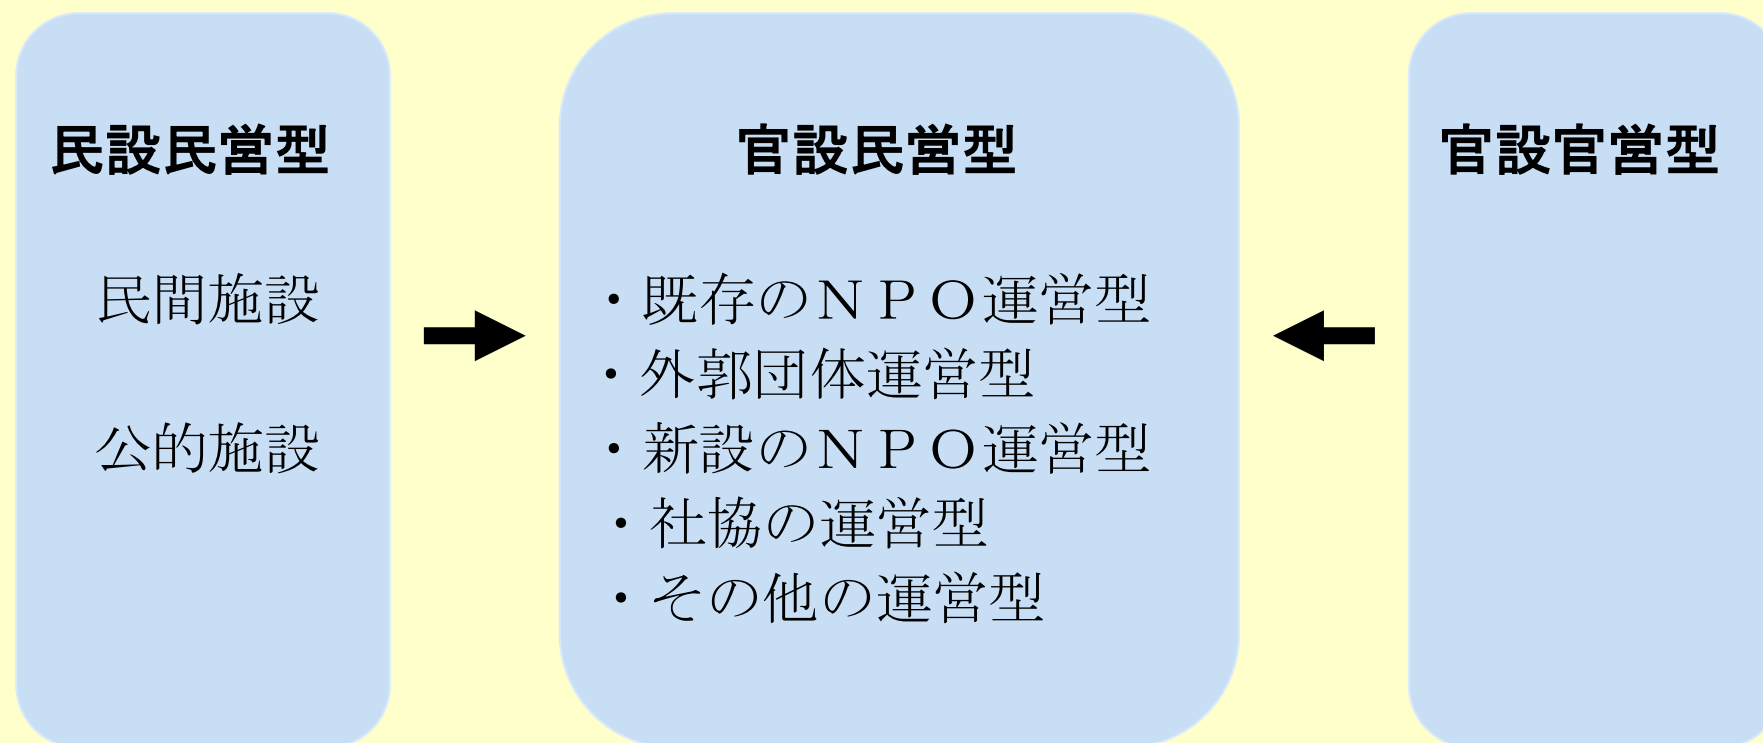 民設民営型
民間施設
公的施設
官設民営型
・既存のＮＰＯ運営型
・外郭団体運営型
・新設のＮＰＯ運営型
・社協の運営型
・その他の運営型
官設官営型